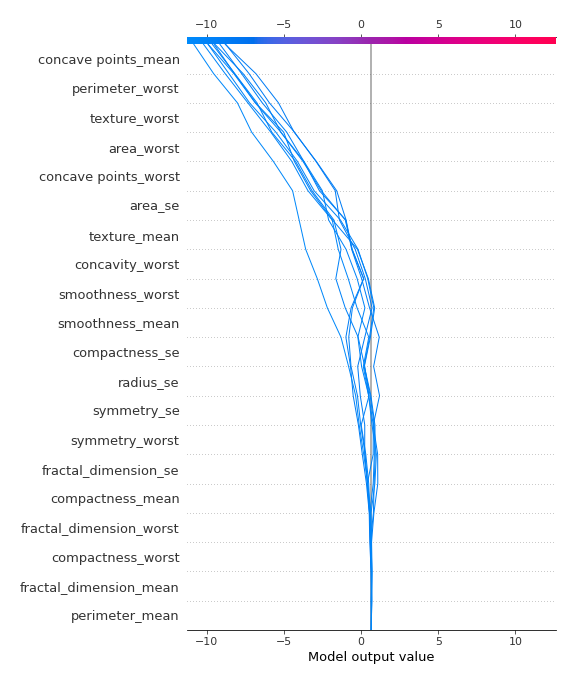 −10 −5 0 5 10
concave points_mean
perimeter_worst
texture_worst
area_worst
concave points_worst
area_se
texture_mean
concavity_worst
smoothness_worst
smoothness_mean
compactness_se
radius_se
symmetry_se
symmetry_worst
fractal_dimension_se
compactness_mean
fractal_dimension_worst
compactness_worst
fractal_dimension_mean
perimeter_mean
−10 −5 0 5 10
Model output value